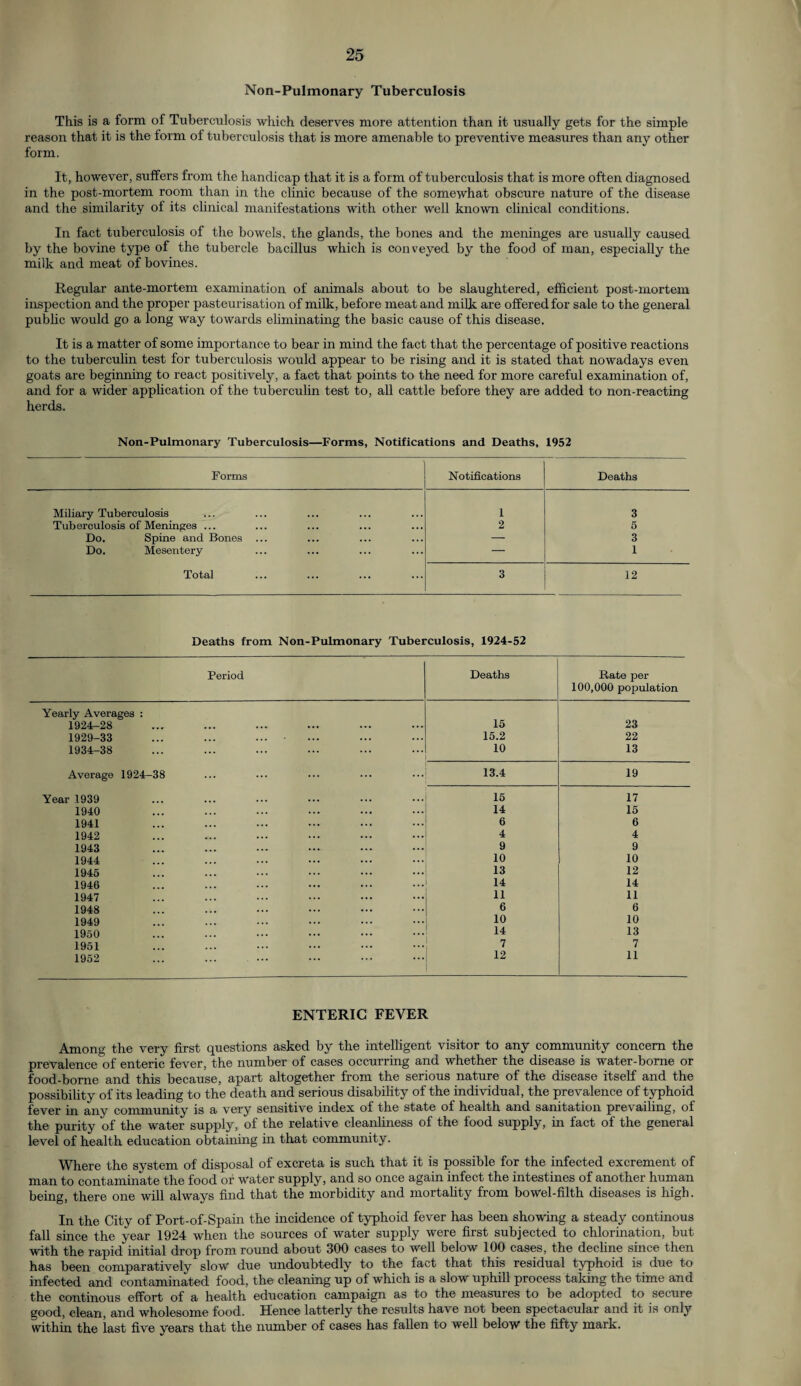 25
Non-Pulmonary Tuberculosis
This is a form of Tuberculosis which deserves more attention than it usually gets for the simple
reason that it is the form of tuberculosis that is more amenable to preventive measures than any other
form.
It, however, suffers from the handicap that it is a form of tuberculosis that is more often diagnosed
in the post-mortem room than in the clinic because of the somewhat obscure nature of the disease
and the similarity of its clinical manifestations with other well known clinical conditions.
In fact tuberculosis of the bowels, the glands, the bones and the meninges are usually caused
by the bovine type of the tubercle bacillus which is conveyed by the food of man, especially the
milk and meat of bovines.
Regular ante-mortem examination of animals about to be slaughtered, efficient post-mortem
inspection and the proper pasteurisation of milk, before meat and milk are offered for sale to the general
public would go a long way towards eliminating the basic cause of this disease.
It is a matter of some importance to bear in mind the fact that the percentage of positive reactions
to the tuberculin test for tuberculosis would appear to be rising and it is stated that nowadays even
goats are beginning to react positively, a fact that points to the need for more careful examination of,
and for a wider application of the tuberculin test to, all cattle before they are added to non-reacting
herds.
Non-Pulmonary Tuberculosis—Forms, Notifications and Deaths, 1952
Forms Notifications Deaths
Miliary Tuberculosis ... ... ... ... ... 1 3
Tuberculosis of Meninges ... ... ... ... ... 2 5
Do. Spine and Bones ... ... ... ... — 3
Do. Mesentery ... ... ... ... — 1
Total ... ... ... ... 3 12
Deaths from Non-Pulmonary Tuberculosis, 1924-52
Period Deaths Rate per
100,000 population
Yearly Averages :
1924-28 ... ... ... ... ... ... 15 23
1929-33 ... ... ... ... ... ... 15.2 22
1934-38 ... ... ... ... ... ... 10 13
Average 1924-38 ... ... ... ... ... 13.4 19
Year 1939 ... ... ... ... ... ... 15 17
1940 ... ... ... ... ... ... 14 15
1941 ... ... ... ... ... ... 6 6
1942 ... ... ... ... ... ... 4 4
1943 ... ... ... ... ... ... 9 9
1944 ... ... ... ... ... ... 10 10
1945 ... ... ... ... ... ... 13 12
1946 ... ... ... ... ... ... 14 14
1947 ... ... ... ... ... ... 11 11
1948 ... ... ... ... ... ... 6 6
1949 ... ... ... ... ... ... 10 10
1950 ... ... ... ... ... ... 14 13
1951 ... ... ... ... ... ... 7 7
1952 ... ... ... ... ... ... 12 11
ENTERIC FEVER
Among the very first questions asked by the intelligent visitor to any community concern the
prevalence of enteric fever, the number of cases occurring and whether the disease is water-borne or
food-borne and this because, apart altogether from the serious nature of the disease itself and the
possibility of its leading to the death and serious disability of the individual, the prevalence of typhoid
fever in any community is a very sensitive index of the state of health and sanitation prevailing, of
the purity of the water supply, of the relative cleanliness of the food supply, in fact of the general
level of health education obtaining in that community.
Where the system of disposal of excreta is such that it is possible for the infected excrement of
man to contaminate the food or water supply, and so once again infect the intestines of another human
being, there one will always find that the morbidity and mortality from bowel-filth diseases is high.
In the City of Port-of-Spain the incidence of typhoid fever has been showing a steady continous
fall since the year 1924 when the sources of water supply were first subjected to chlorination, but
with the rapid initial drop from round about 300 cases to well below 100 cases, the decline since then
has been comparatively slow due undoubtedly to the fact that this residual typhoid is due to
infected and contaminated food, the cleaning up of which is a slow uphill process taking the time and
the continous effort of a health education campaign as to the measures to be adopted to secure
good, clean, and wholesome food. Hence latterly the results have not been spectacular and it is only
within the last five years that the number of cases has fallen to well below the fifty mark.